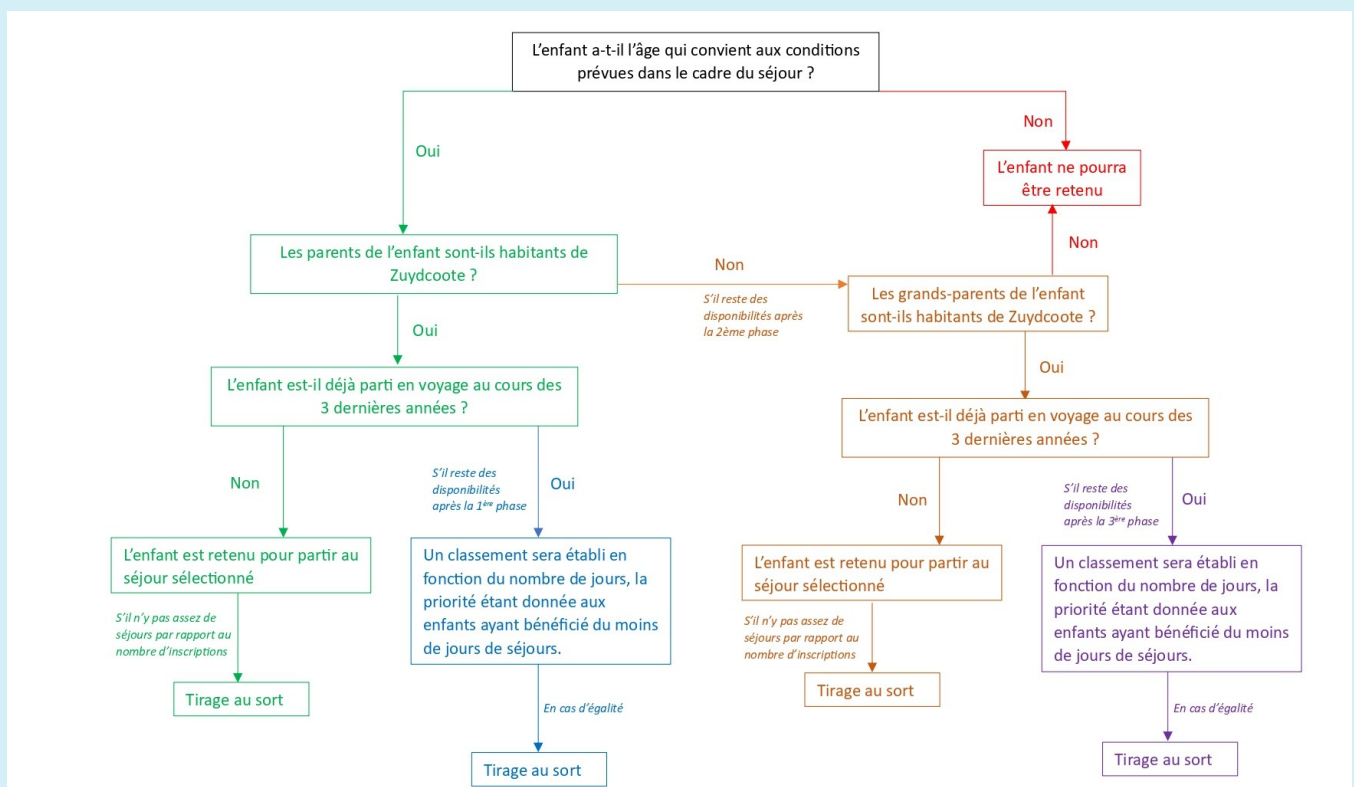 L'enfant a-t-il l'âge qui convient aux conditions
prévues dans le cadre du séjour ?
Oui
Non
L'enfant ne pourra
être retenu
Les parents de l'enfant sont-ils habitants de
Zuydcoote ?
Non
S'il reste des
disponibilités après
la 2ème phase
Non
Les grands-parents de l'enfant
sont-ils habitants de Zuydcoote ?
Oui
Oui
L'enfant est-il déjà parti en voyage au cours des
3 dernières années ?
L'enfant est-il déjà parti en voyage au cours des
3 dernières années ?
Non
S'il reste des
disponibilités
après la 1ère phase
Oui
Non
S'il reste des
disponibilités
après la 3ère phase
Oui
L'enfant est retenu pour partir au
séjour sélectionné
Un classement sera établi en
fonction du nombre de jours, la
priorité étant donnée aux
enfants ayant bénéficié du moins
de jours de séjours.
L'enfant est retenu pour partir au
séjour sélectionné
Un classement sera établi en
fonction du nombre de jours, la
priorité étant donnée aux
enfants ayant bénéficié du moins
de jours de séjours.
S'il n'y pas assez de
séjours par rapport au
nombre d'inscriptions
Tirage au sort
En cas d'égalité
Tirage au sort
S'il n'y pas assez de
séjours par rapport au
nombre d'inscriptions
Tirage au sort
En cas d'égalité
Tirage au sort